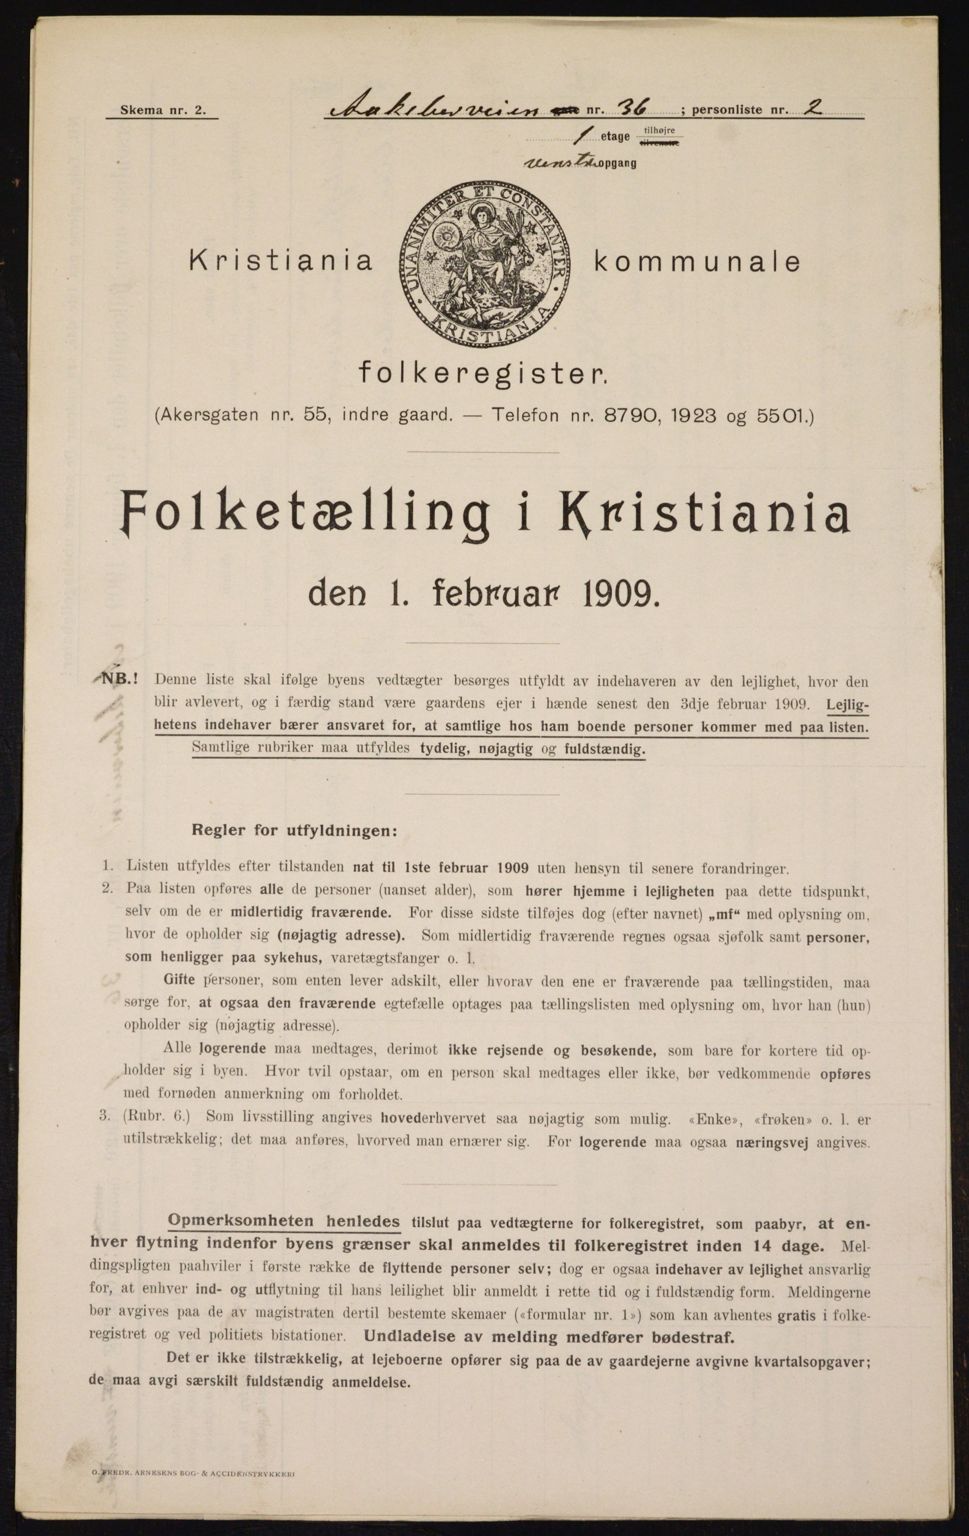 Skema nr. 2.
Aakebergveien nr. 36 ; personliste nr. 2
1 etage tilhøjre tilvenstre
venstre opgang
UNANIMITER ET CONSTANTER
KRISTIANIA
Kristiania kommunale
folkeregister.
(Akersgaten nr. 55, indre gaard. — Telefon nr. 8790, 1923 og 5501.)
Folketælling i Kristiania
den 1. februar 1909.
NB.! Denne liste skal ifølge byens vedtægter besørges utfyldt av indehaveren av den lejlighet, hvor den
blir avlevert, og i færdig stand være gaardens ejer i hænde senest den 3dje februar 1909. Lejlig-
hetens indehaver bærer ansvaret for, at samtlige hos ham boende personer kommer med paa listen.
Samtlige rubriker maa utfyldes tydelig, nøjagtig og fuldstændig.
Regler for utfyldningen:
1. Listen utfyldes efter tilstanden nat til 1ste februar 1909 uten hensyn til senere forandringer.
2. Paa listen opføres alle de personer (uanset alder), som hører hjemme i lejligheten paa dette tidspunkt,
selv om de er midlertidig fraværende. For disse sidste tilføjes dog (efter navnet) „mf“ med oplysning om,
hvor de opholder sig (nøjagtig adresse). Som midlertidig fraværende regnes ogsaa sjøfolk samt personer,
som henligger paa sykehus, varetægtsfanger o. l.
Gifte personer, som enten lever adskilt, eller hvorav den ene er fraværende paa tællingstiden, maa
sørge for, at ogsaa den fraværende egtefælle optages paa tællingslisten med oplysning om, hvor han (hun)
opholder sig (nøjagtig adresse).
Alle logerende maa medtages, derimot ikke rejsende og besøkende, som bare for kortere tid op-
holder sig i byen. Hvor tvil opstaar, om en person skal medtages eller ikke, bør vedkommende opføres
med fornøden anmerkning om forholdet.
3. (Rubr. 6.) Som livsstilling angives hovederhvervet saa nøjagtig som mulig. «Enke», «frøken» o. l. er
utilstrækkelig; det maa anføres, hvorved man ernærer sig. For logerende maa ogsaa næringsvej angives.
Opmerksomheten henledes tilslut paa vedtægterne for folkeregistret, som paabyr, at en-
hver flytning indenfor byens grænser skal anmeldes til folkeregistret inden 14 dage. Mel-
dingspligten paahviler i første række de flyttende personer selv; dog er ogsaa indehaver av lejlighet ansvarlig
for, at enhver ind- og utflytning til hans leilighet blir anmeldt i rette tid og i fuldstændig form. Meldingerne
bør avgives paa de av magistraten dertil bestemte skemaer («formular nr. 1») som kan avhentes gratis i folke-
registret og ved politiets bistationer. Undladelse av melding medfører bødestraf.
Det er ikke tilstrækkelig, at lejeboerne opfører sig paa de av gaardejerne avgivne kvartalsopgaver;
de maa avgi særskilt fuldstændig anmeldelse.
O. FREDR. ARNESENS BOG- & ACCIDENSTRYKKERI